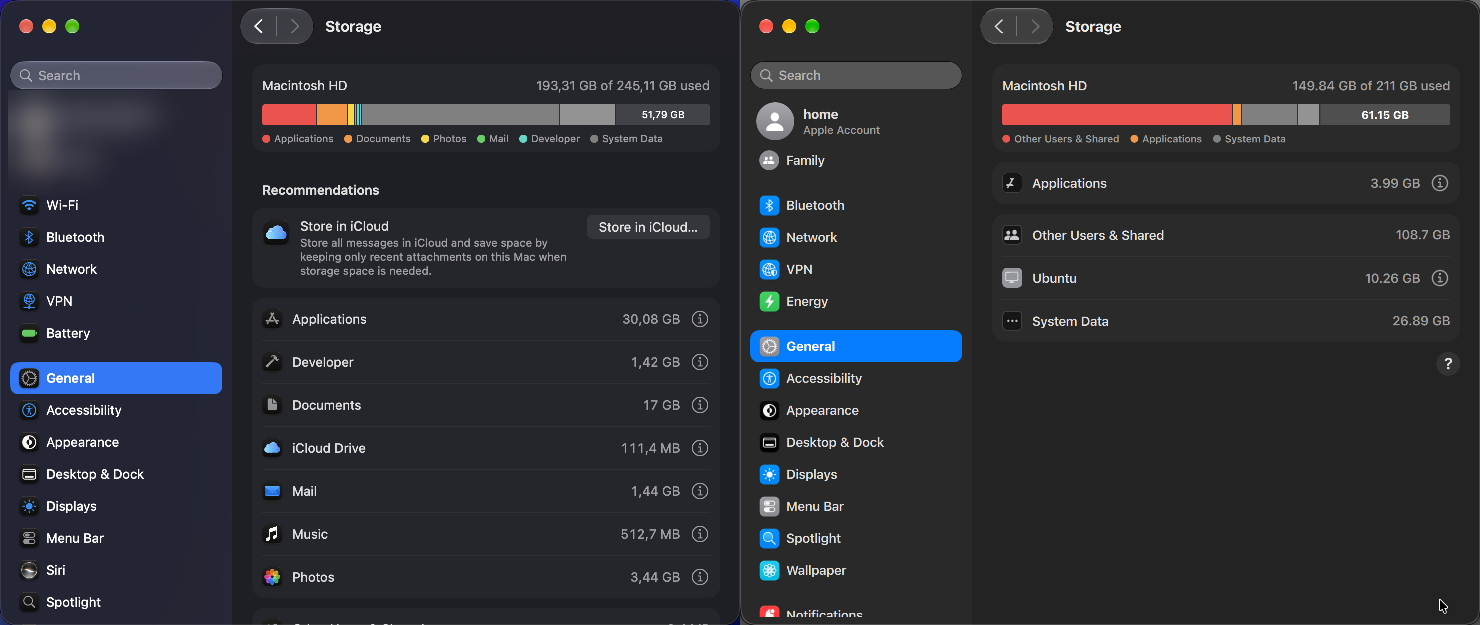 Search
Wi-Fi
Bluetooth
Network
VPN
Battery
General
Accessibility
Appearance
Desktop & Dock
Displays
Menu Bar
Siri
Spotlight
Storage
Macintosh HD 193,31 GB of 245,11 GB used
51,79 GB
Applications Documents Photos Mail Developer System Data
Recommendations
Store in iCloud
Store in iCloud...
Store all messages in iCloud and save space by
keeping only recent attachments on this Mac when
storage space is needed.
Applications 30,08 GB
Developer 1,42 GB
Documents 17 GB
iCloud Drive 111,4 MB
Mail 1,44 GB
Music 512,7 MB
Photos 3,44 GB
Search
home
Apple Account
Family
Bluetooth
Network
VPN
Energy
General
Accessibility
Appearance
Desktop & Dock
Displays
Menu Bar
Spotlight
Wallpaper
Notifications
Storage
Macintosh HD 149.84 GB of 211 GB used
61.15 GB
Other Users & Shared Applications System Data
Applications 3.99 GB
Other Users & Shared 108.7 GB
Ubuntu 10.26 GB
System Data 26.89 GB
?